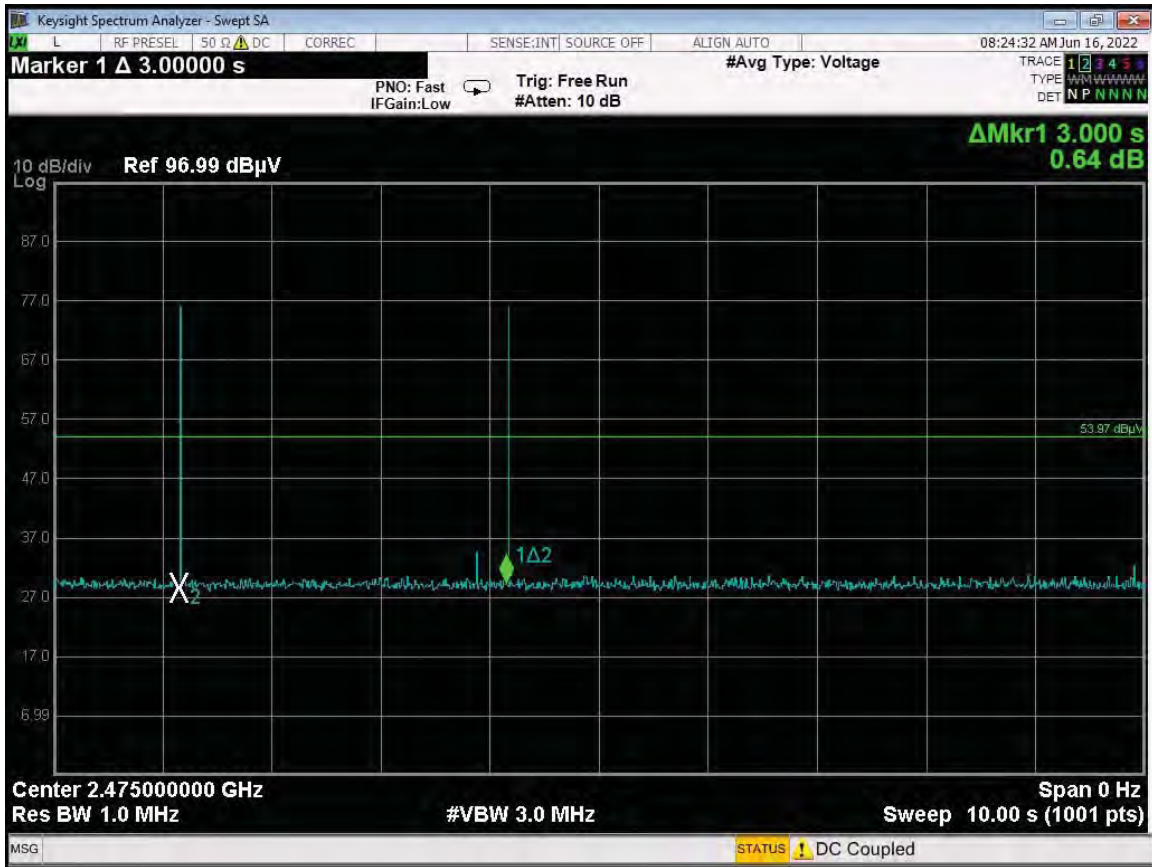 Keysight Spectrum Analyzer - Swept SA
LXI L RF PRESEL 50 Ω DC CORREC SENSE:INT SOURCE OFF ALIGN AUTO 08:24:32 AM Jun 16, 2022
Marker 1 Δ 3.00000 s
PNO: Fast
IFGain:Low
Trig: Free Run
#Atten: 10 dB
#Avg Type: Voltage
TRACE 1 2 3 4 5 6
TYPE WMWWWW
DET N P N N N N
ΔMkr1 3.000 s
0.64 dB
10 dB/div Ref 96.99 dBµV
Log
87.0
77.0
67.0
57.0
53.97 dBµV
47.0
37.0
1Δ2
27.0
X2
17.0
6.99
Center 2.475000000 GHz Span 0 Hz
Res BW 1.0 MHz #VBW 3.0 MHz Sweep 10.00 s (1001 pts)
MSG STATUS DC Coupled